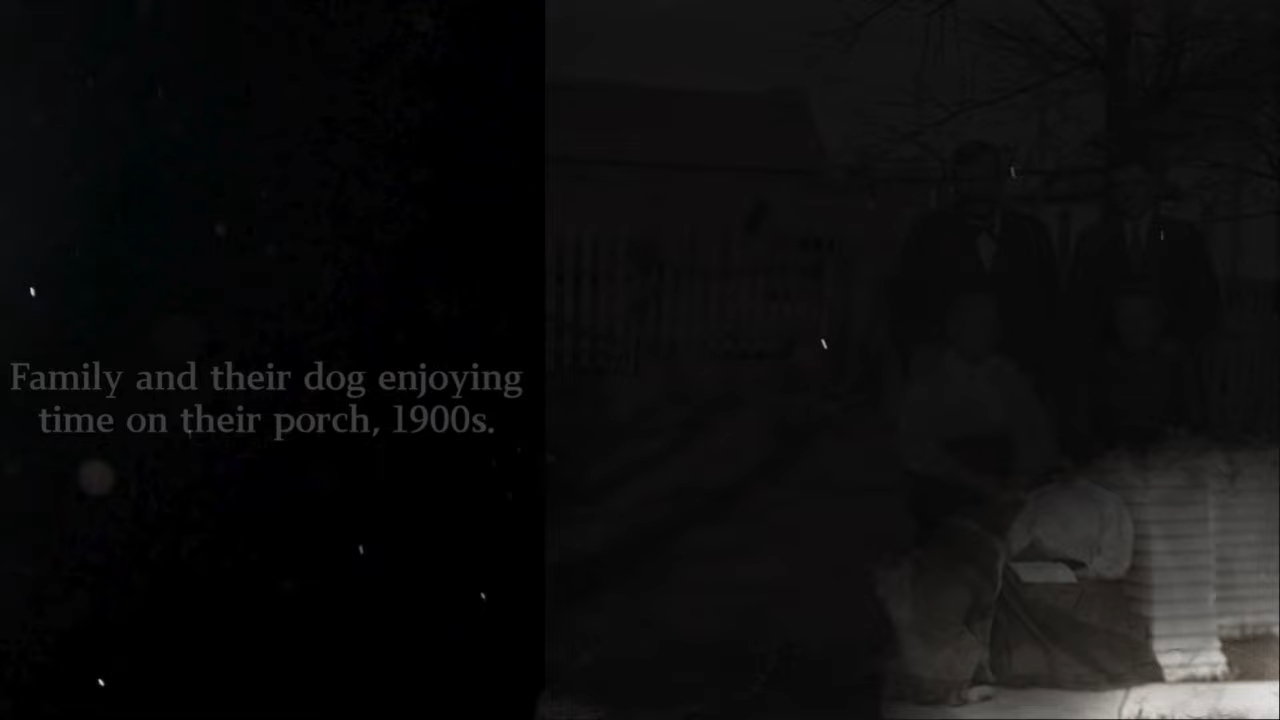 Family and their dog enjoying
time on their porch, 1900s.